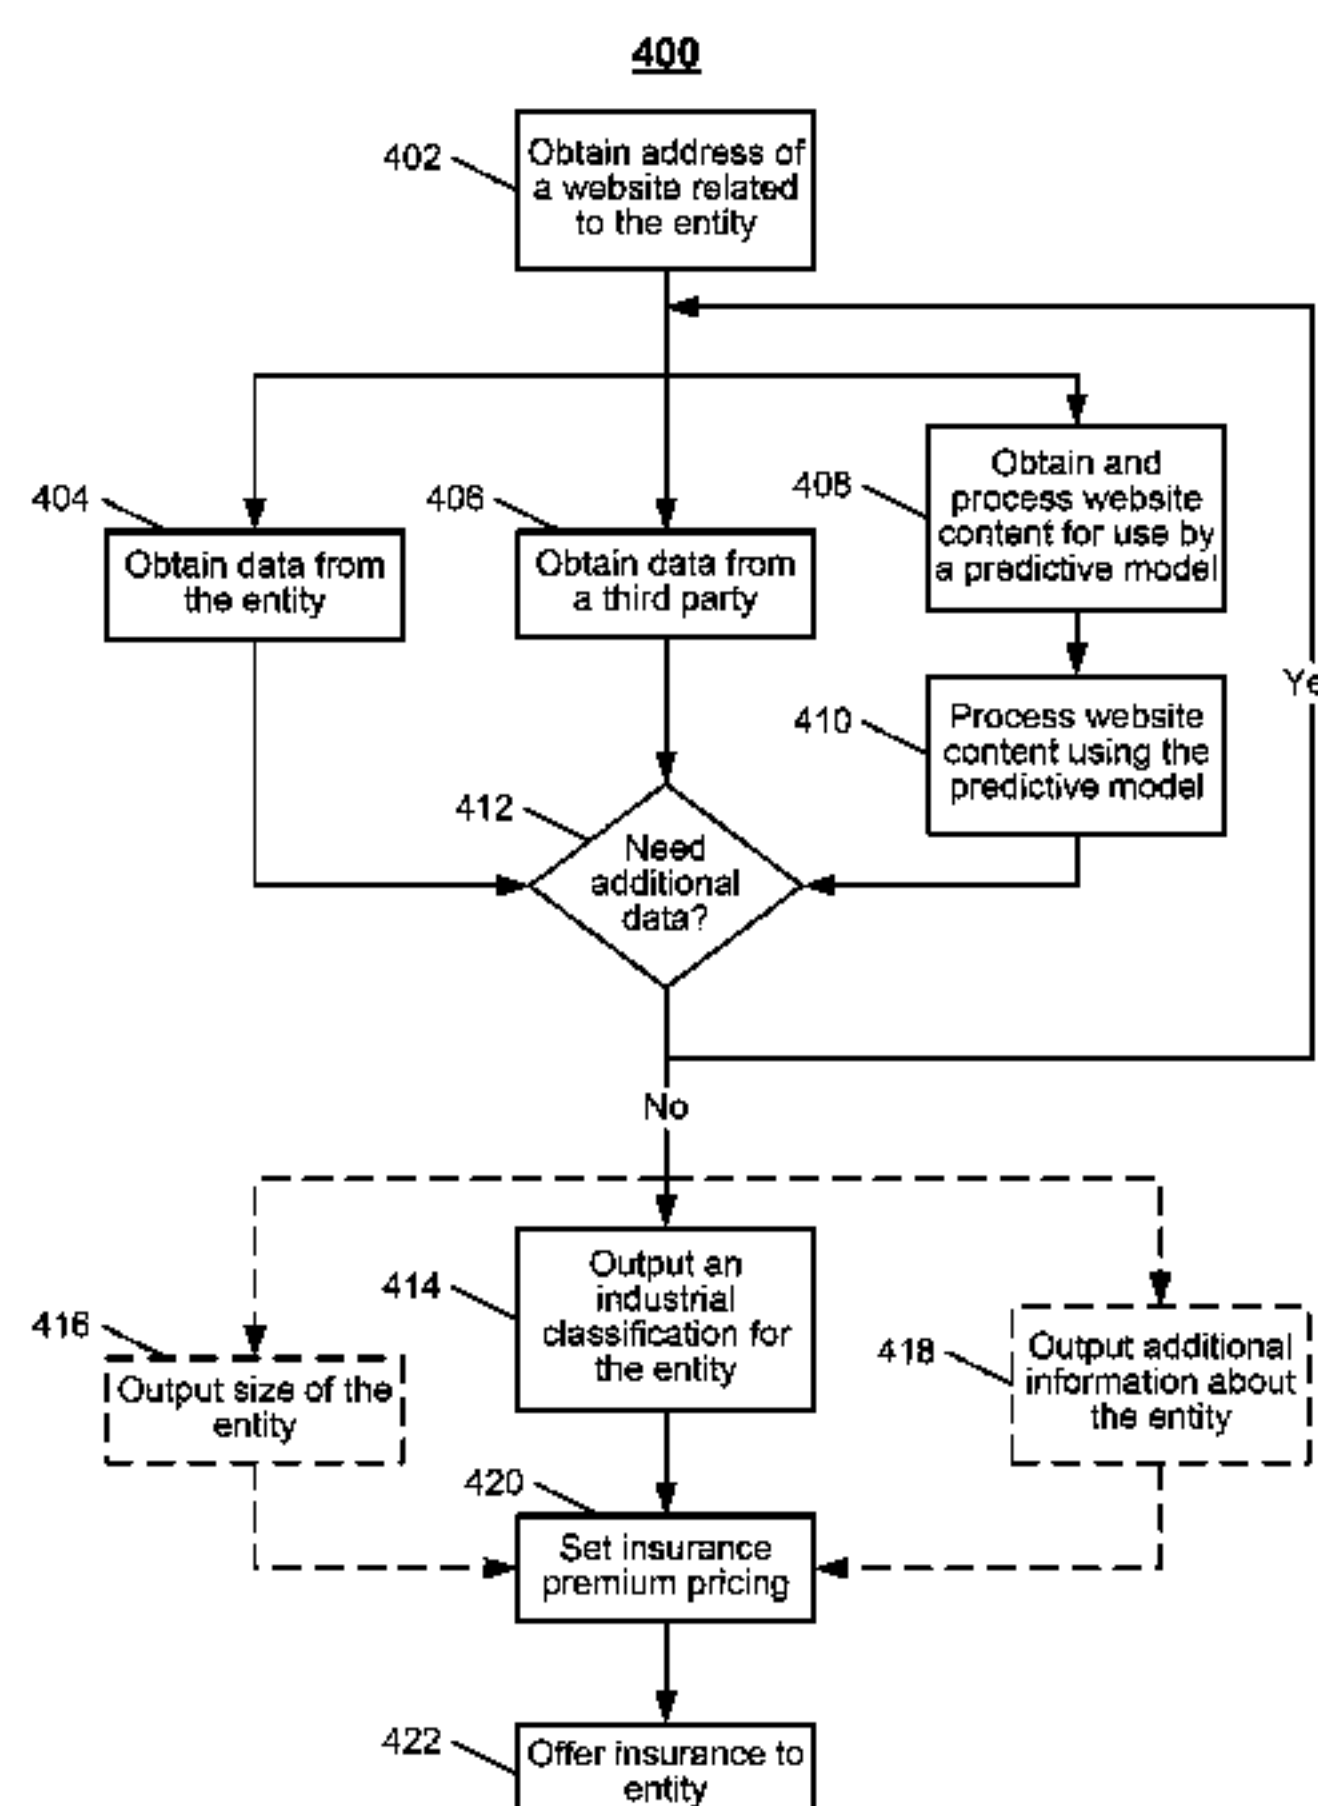 400
402
Obtain address of
a website related
to the entity
404
Obtain data from
the entity
406
Obtain data from
a third party
408
Obtain and
process website
content for use by
a predictive model
410
Process website
content using the
predictive model
Ye
412
Need
additional
data?
No
414
Output an
industrial
classification for
the entity
416
Output size of the
entity
418
Output additional
information about
the entity
420
Set insurance
premium pricing
422
Offer insurance to
entity